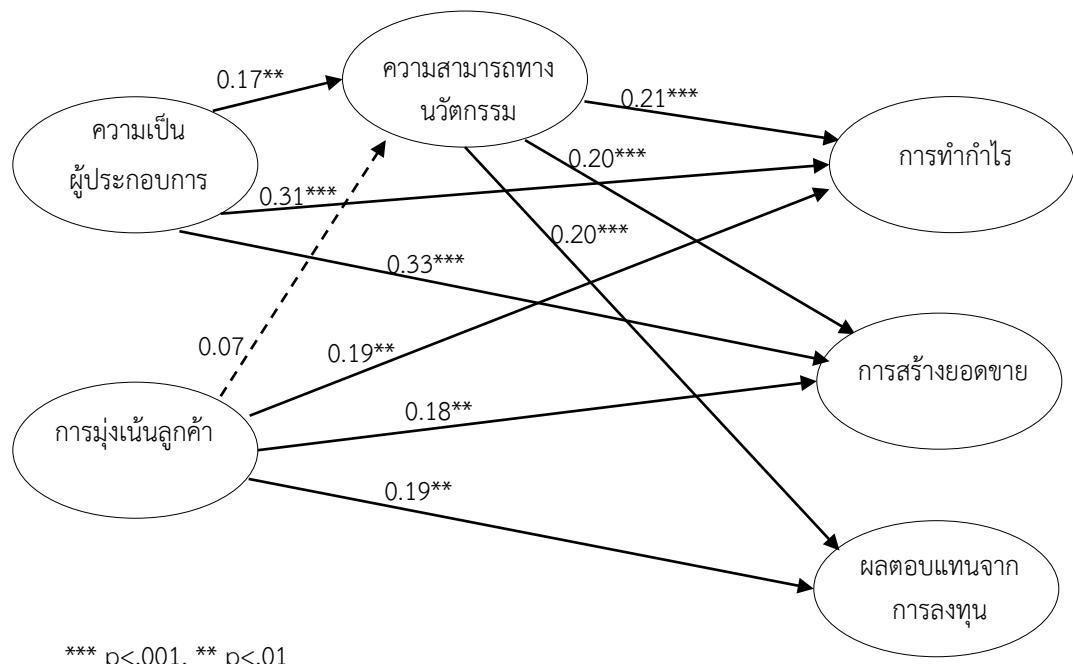 ความสามารถทาง
นวัตกรรม
0.17**
0.21***
ความเป็น
ผู้ประกอบการ
การทำกำไร
0.20***
0.31***
0.20***
0.33***
0.07
0.19**
การสร้างยอดขาย
0.18**
การมุ่งเน้นลูกค้า
0.19**
ผลตอบแทนจาก
การลงทุน
*** p<.001, ** p<.01